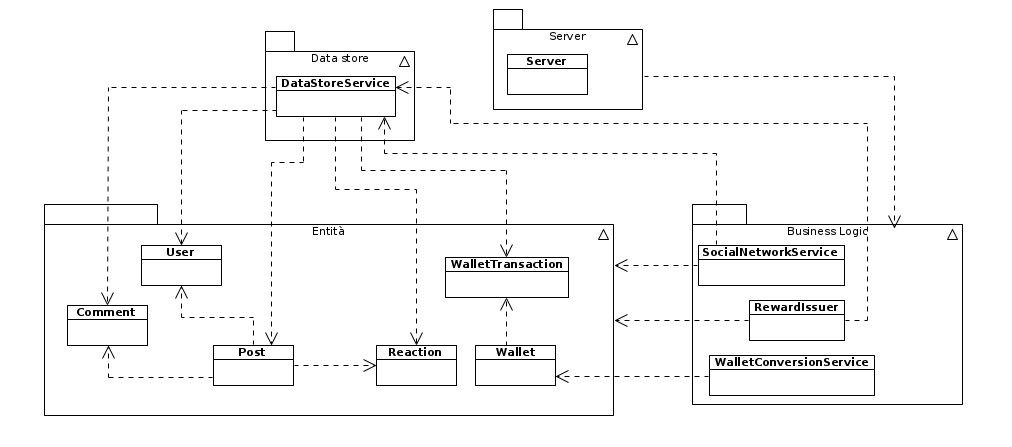 Server
Server
Data store
DataStoreService
Entità
User
WalletTransaction
Comment
Post
Reaction
Wallet
Business Logic
SocialNetworkService
RewardIssuer
WalletConversionService